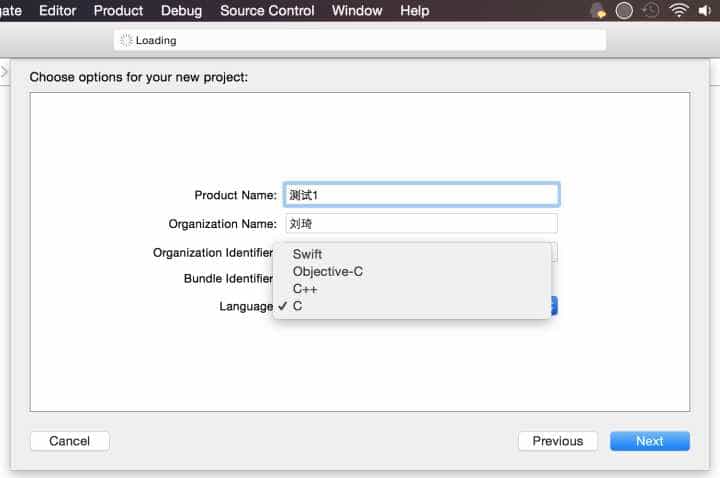 gate Editor Product Debug Source Control Window Help
Loading
Choose options for your new project:
Product Name: 测试1
Organization Name: 刘琦
Organization Identifier
Swift
Objective-C
Bundle Identifier
C++
Language ✓ C
Cancel Previous Next